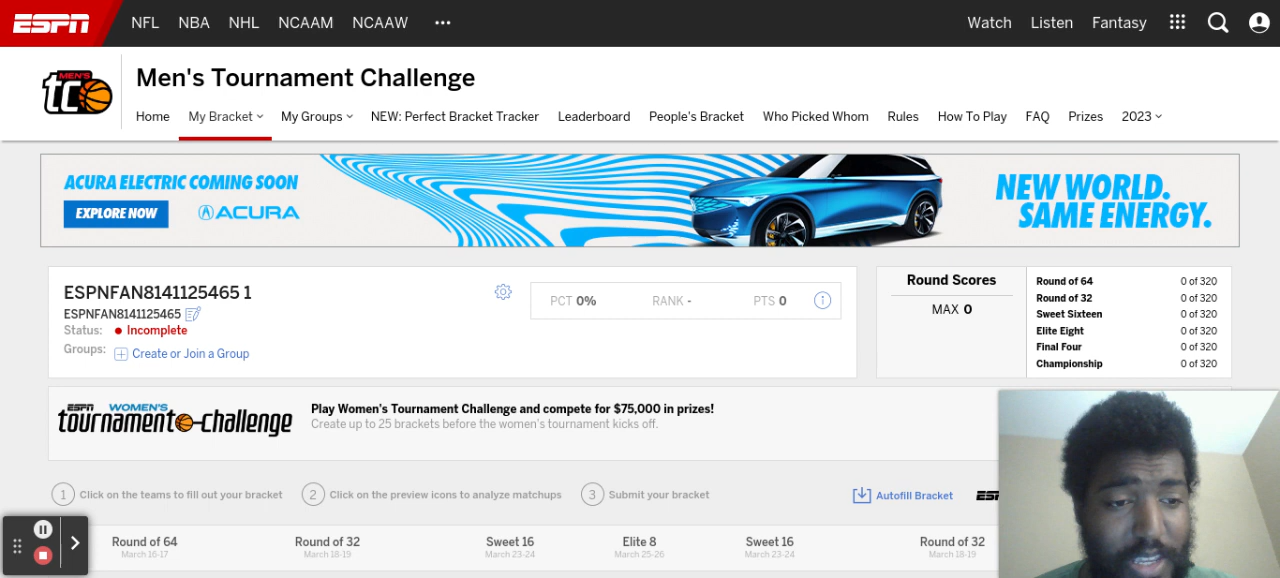 ESPN NFL NBA NHL NCAAM NCAAW ••• Watch Listen Fantasy
MEN'S tc
Men's Tournament Challenge
Home My Bracket My Groups NEW: Perfect Bracket Tracker Leaderboard People's Bracket Who Picked Whom Rules How To Play FAQ Prizes 2023
ACURA ELECTRIC COMING SOON
EXPLORE NOW ACURA
NEW WORLD.
SAME ENERGY.
ESPNFAN8141125465 1
ESPNFAN8141125465
Status: Incomplete
Groups: Create or Join a Group
PCT 0% RANK - PTS 0
Round Scores
MAX 0
Round of 64 0 of 320
Round of 32 0 of 320
Sweet Sixteen 0 of 320
Elite Eight 0 of 320
Final Four 0 of 320
Championship 0 of 320
ESPN WOMEN'S
tournament challenge
Play Women's Tournament Challenge and compete for $75,000 in prizes!
Create up to 25 brackets before the women's tournament kicks off.
1 Click on the teams to fill out your bracket 2 Click on the preview icons to analyze matchups 3 Submit your bracket Autofill Bracket ESPN
Round of 64 Round of 32 Sweet 16 Elite 8 Sweet 16 Round of 32
March 16-17 March 18-19 March 23-24 March 25-26 March 23-24 March 18-19